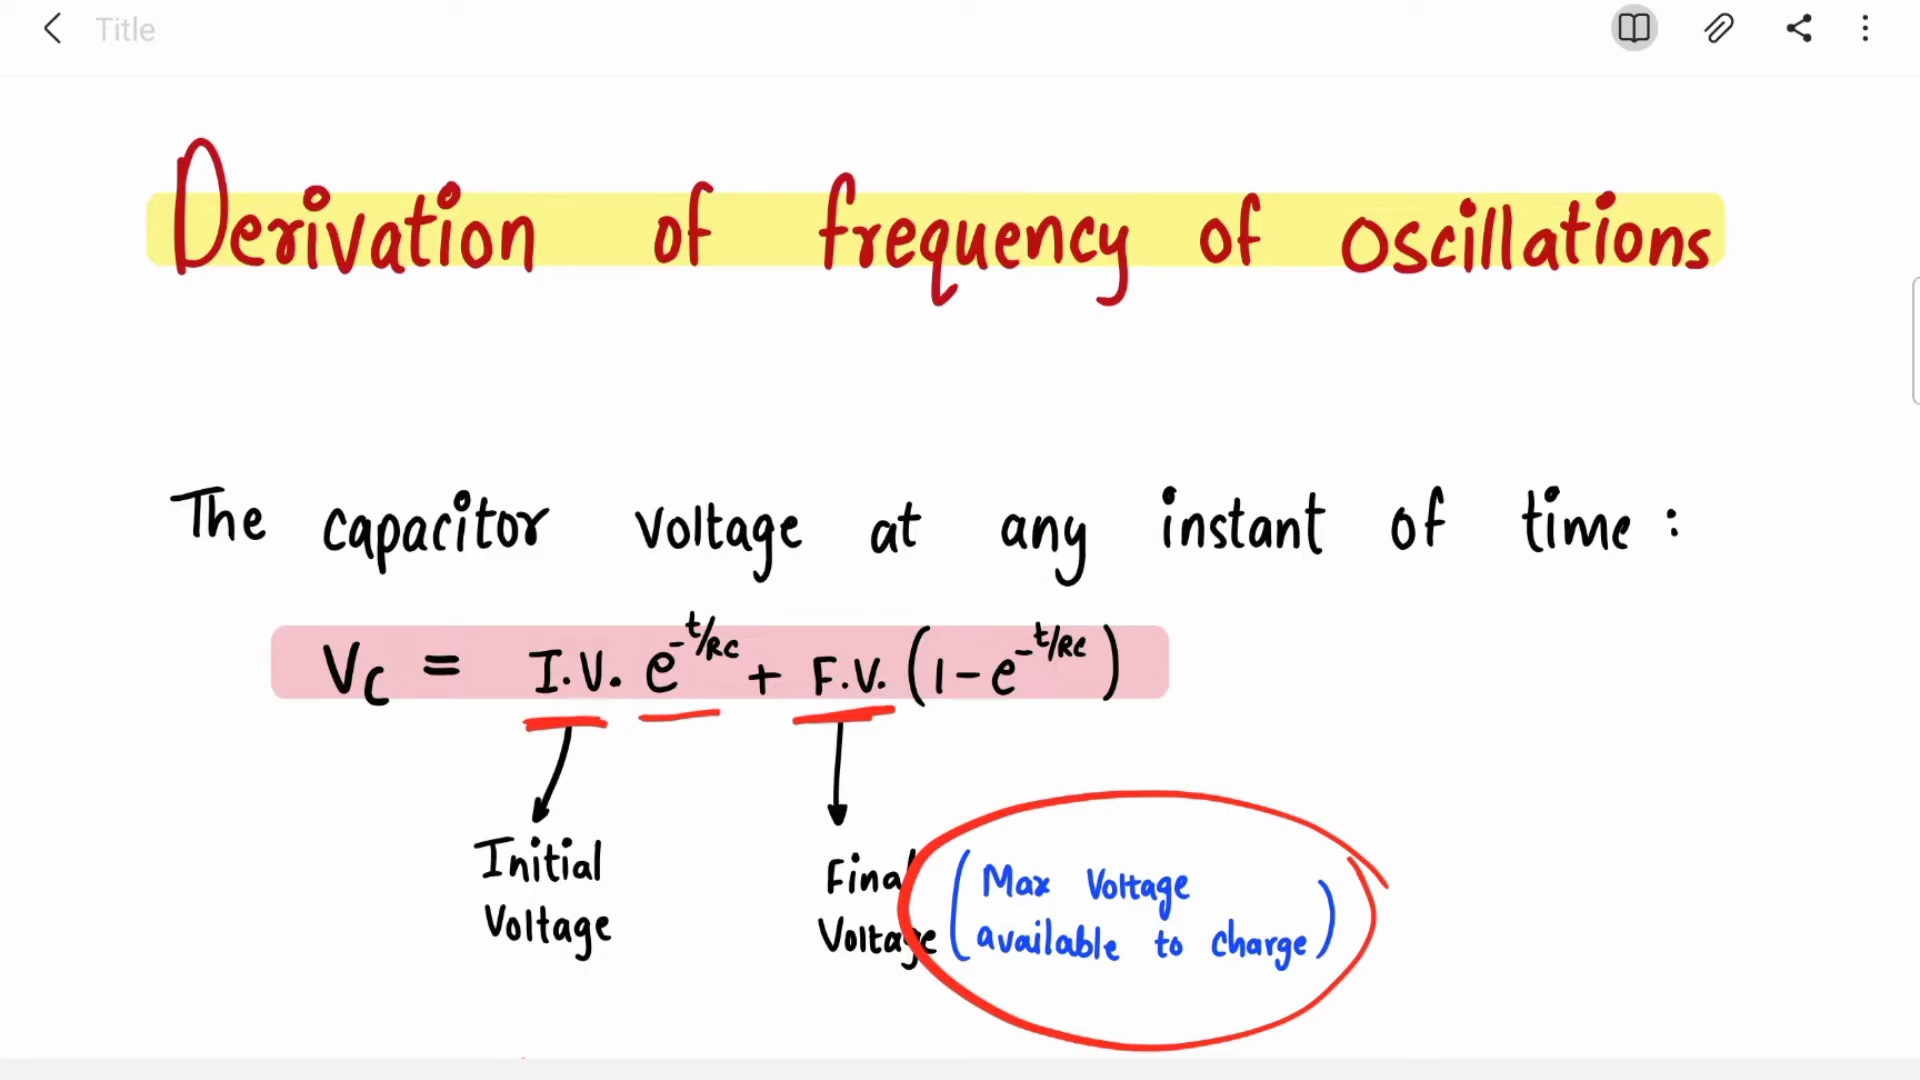 Title
Derivation of frequency of oscillations
The capacitor voltage at any instant of time :
Vc = I.V. e^-t/RC + F.V. (1 - e^-t/RC)
Initial
Voltage
Final
Voltage
(Max Voltage
available to charge)